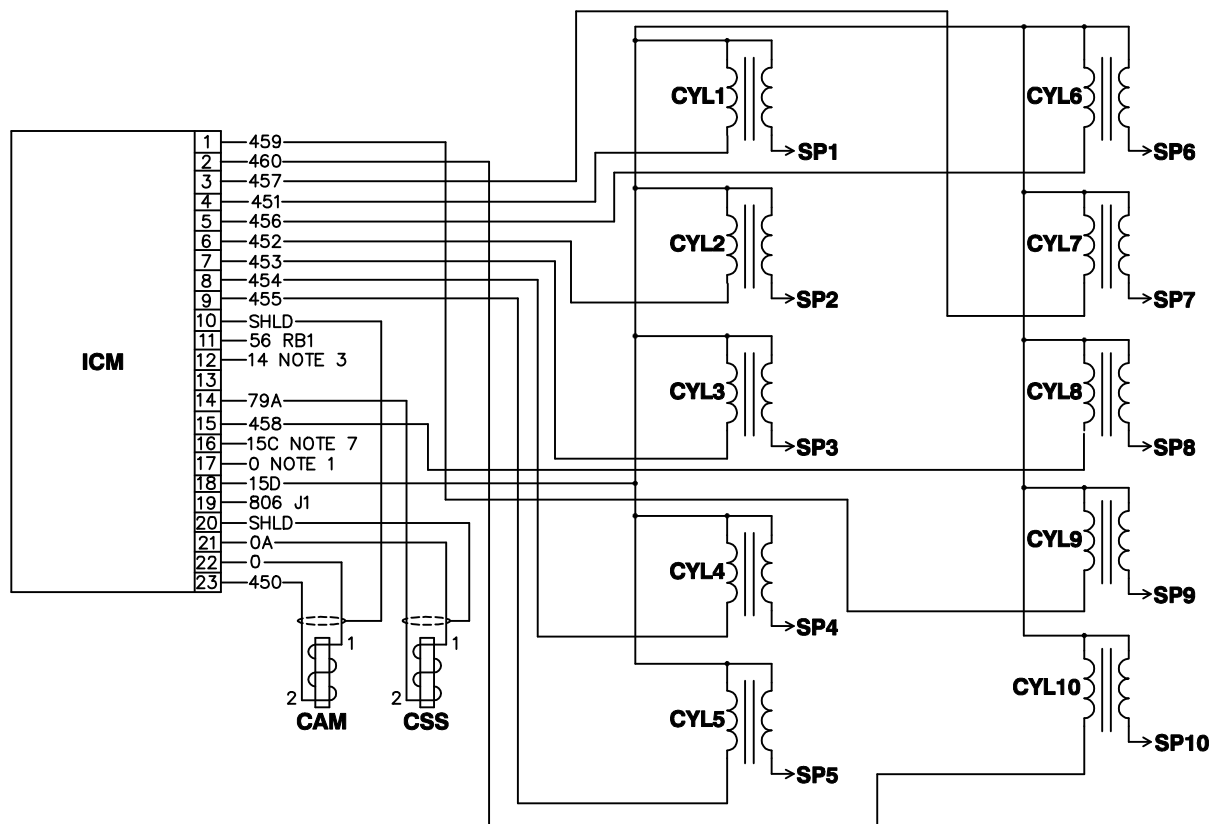 ICM
1 459
2 460
3 457
4 451
5 456
6 452
7 453
8 454
9 455
10 SHLD
11 56 RB1
12 14 NOTE 3
13
14 79A
15 458
16 15C NOTE 7
17 0 NOTE 1
18 15D
19 806 J1
20 SHLD
21 0A
22 0
23 450
1
2
CAM
1
2
CSS
CYL1
SP1
CYL2
SP2
CYL3
SP3
CYL4
SP4
CYL5
SP5
CYL6
SP6
CYL7
SP7
CYL8
SP8
CYL9
SP9
CYL10
SP10